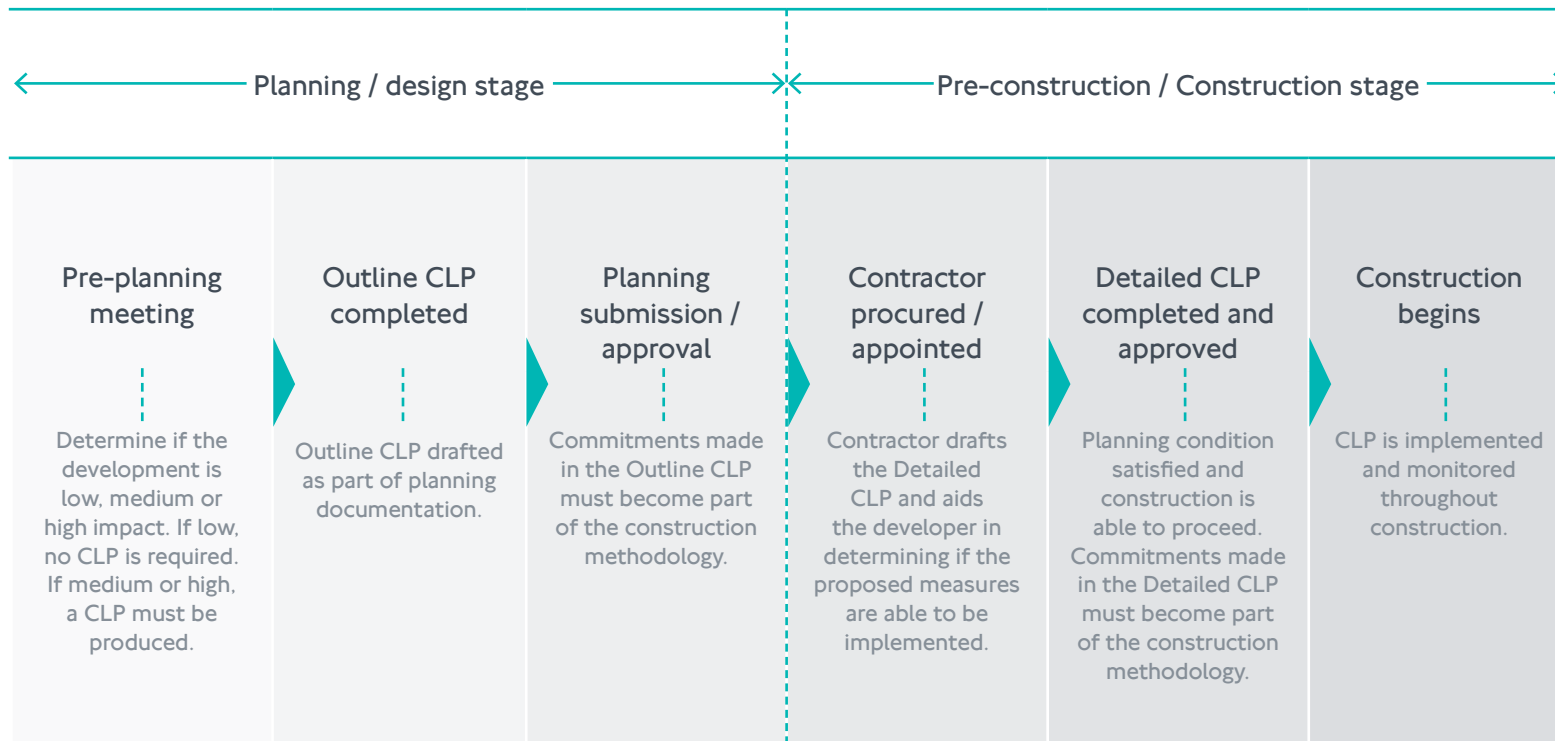 Planning / design stage
Pre-construction / Construction stage
Pre-planning
meeting
Determine if the
development is
low, medium or
high impact. If low,
no CLP is required.
If medium or high,
a CLP must be
produced.
Outline CLP
completed
Outline CLP drafted
as part of planning
documentation.
Planning
submission /
approval
Commitments made
in the Outline CLP
must become part
of the construction
methodology.
Contractor
procured /
appointed
Contractor drafts
the Detailed
CLP and aids
the developer in
determining if the
proposed measures
are able to be
implemented.
Detailed CLP
completed and
approved
Planning condition
satisfied and
construction is
able to proceed.
Commitments made
in the Detailed CLP
must become part
of the construction
methodology.
Construction
begins
CLP is implemented
and monitored
throughout
construction.